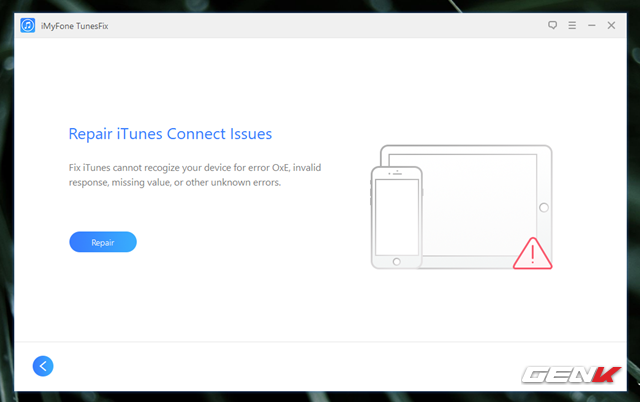 iMyFone TunesFix
Repair iTunes Connect Issues
Fix iTunes cannot recogize your device for error OxE, invalid
response, missing value, or other unknown errors.
Repair
GENK